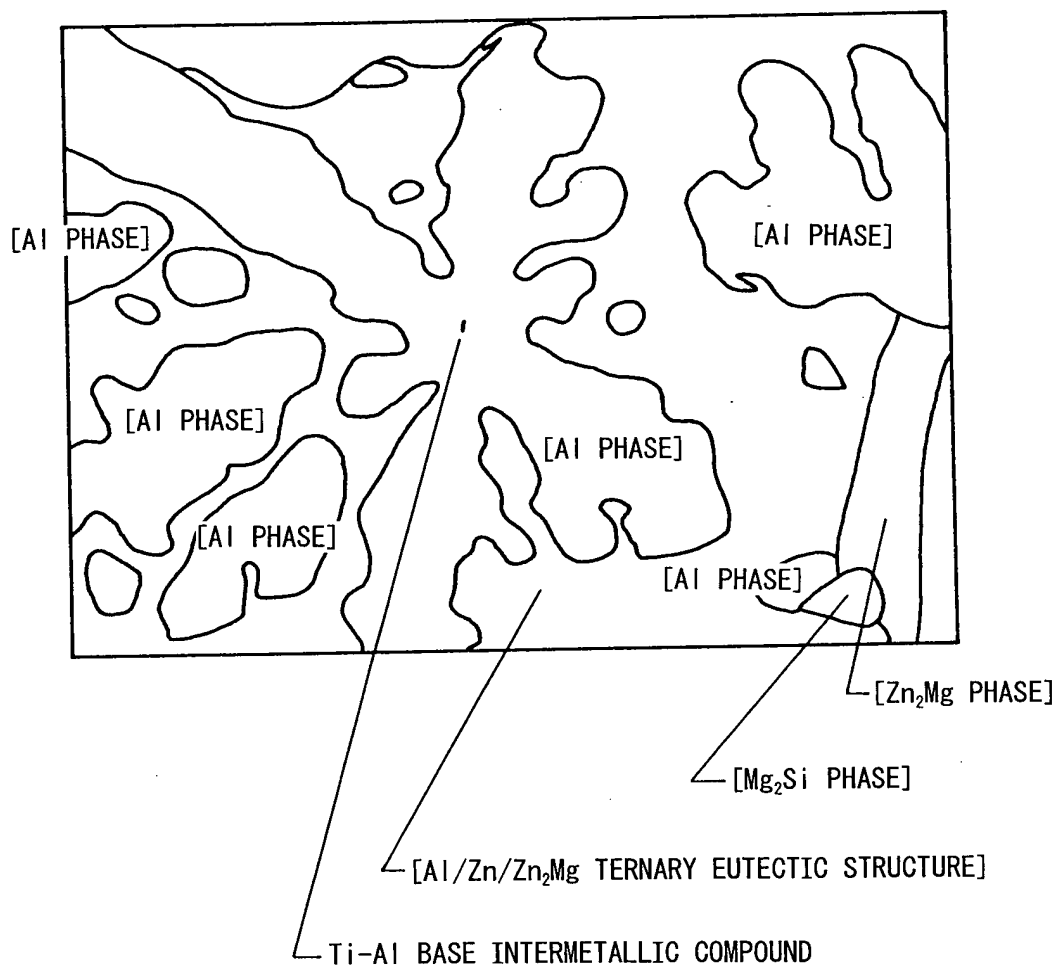 [Al PHASE]
[Al PHASE]
[Al PHASE]
[Al PHASE]
[Al PHASE]
[Al PHASE]
[Zn₂Mg PHASE]
[Mg₂Si PHASE]
[Al/Zn/Zn₂Mg TERNARY EUTECTIC STRUCTURE]
Ti-Al BASE INTERMETALLIC COMPOUND